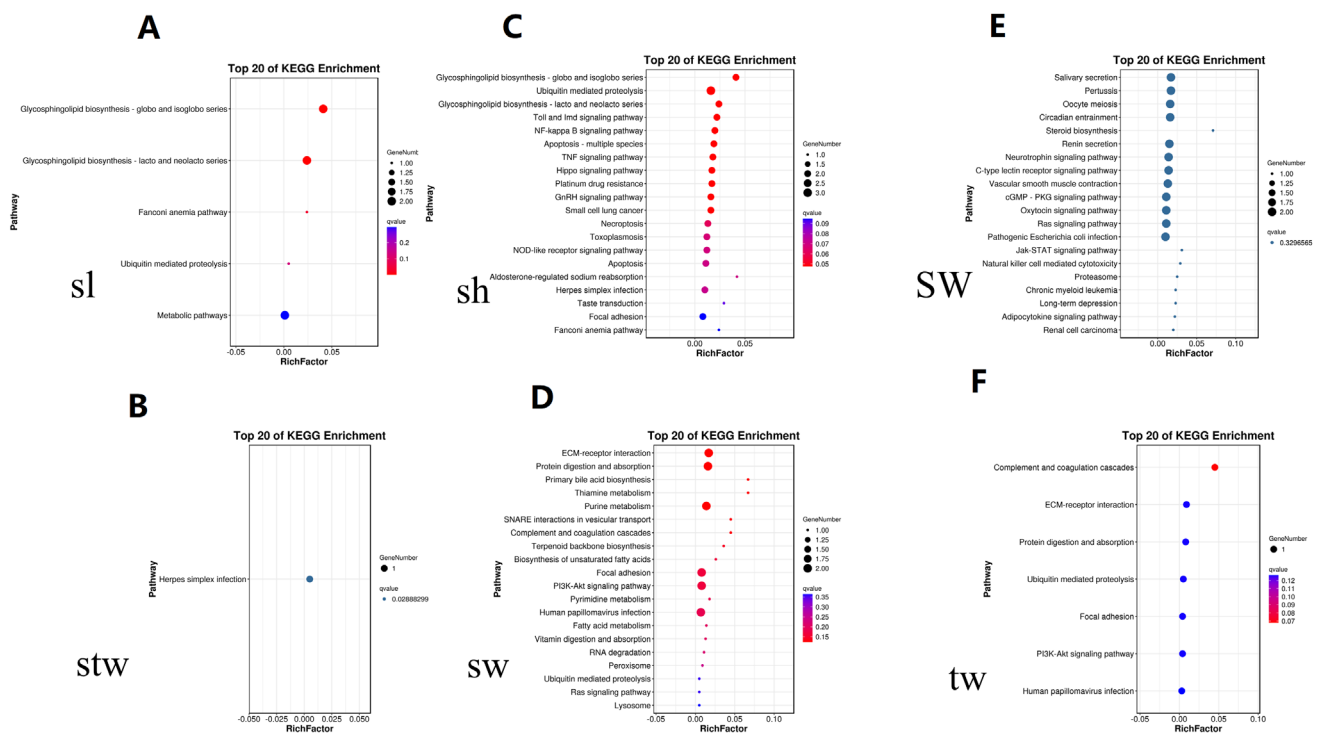 A
Top 20 of KEGG Enrichment
Glycosphingolipid biosynthesis - globo and isoglobo series
Glycosphingolipid biosynthesis - lacto and neolacto series
Fanconi anemia pathway
Ubiquitin mediated proteolysis
Metabolic pathways
Pathway
-0.05 0.00 0.05
RichFactor
GeneNumt
1.00
1.25
1.50
1.75
2.00
qvalue
0.2
0.1
sl
B
Top 20 of KEGG Enrichment
Herpes simplex infection
Pathway
-0.050 -0.025 0.000 0.025 0.050
RichFactor
GeneNumber
1
qvalue
0.02888299
stw
C
Top 20 of KEGG Enrichment
Glycosphingolipid biosynthesis - globo and isoglobo series
Ubiquitin mediated proteolysis
Glycosphingolipid biosynthesis - lacto and neolacto series
Toll and Imd signaling pathway
NF-kappa B signaling pathway
Apoptosis - multiple species
TNF signaling pathway
Hippo signaling pathway
Platinum drug resistance
GnRH signaling pathway
Small cell lung cancer
Necroptosis
Toxoplasmosis
NOD-like receptor signaling pathway
Apoptosis
Aldosterone-regulated sodium reabsorption
Herpes simplex infection
Taste transduction
Focal adhesion
Fanconi anemia pathway
Pathway
0.00 0.05
RichFactor
GeneNumber
1.0
1.5
2.0
2.5
3.0
qvalue
0.09
0.08
0.07
0.06
0.05
sh
D
Top 20 of KEGG Enrichment
ECM-receptor interaction
Protein digestion and absorption
Primary bile acid biosynthesis
Thiamine metabolism
Purine metabolism
SNARE interactions in vesicular transport
Complement and coagulation cascades
Terpenoid backbone biosynthesis
Biosynthesis of unsaturated fatty acids
Focal adhesion
PI3K-Akt signaling pathway
Pyrimidine metabolism
Human papillomavirus infection
Fatty acid metabolism
Vitamin digestion and absorption
RNA degradation
Peroxisome
Ubiquitin mediated proteolysis
Ras signaling pathway
Lysosome
Pathway
-0.05 0.00 0.05 0.10
RichFactor
GeneNumber
1.00
1.25
1.50
1.75
2.00
qvalue
0.35
0.30
0.25
0.20
0.15
sw
E
Top 20 of KEGG Enrichment
Salivary secretion
Pertussis
Oocyte meiosis
Circadian entrainment
Steroid biosynthesis
Renin secretion
Neurotrophin signaling pathway
C-type lectin receptor signaling pathway
Vascular smooth muscle contraction
cGMP - PKG signaling pathway
Oxytocin signaling pathway
Ras signaling pathway
Pathogenic Escherichia coli infection
Jak-STAT signaling pathway
Natural killer cell mediated cytotoxicity
Proteasome
Chronic myeloid leukemia
Long-term depression
Adipocytokine signaling pathway
Renal cell carcinoma
Pathway
0.00 0.05 0.10
RichFactor
GeneNumber
1.00
1.25
1.50
1.75
2.00
qvalue
0.3296565
SW
F
Top 20 of KEGG Enrichment
Complement and coagulation cascades
ECM-receptor interaction
Protein digestion and absorption
Ubiquitin mediated proteolysis
Focal adhesion
PI3K-Akt signaling pathway
Human papillomavirus infection
Pathway
-0.05 0.00 0.05 0.10
RichFactor
GeneNumber
1
qvalue
0.12
0.11
0.10
0.09
0.08
0.07
tw